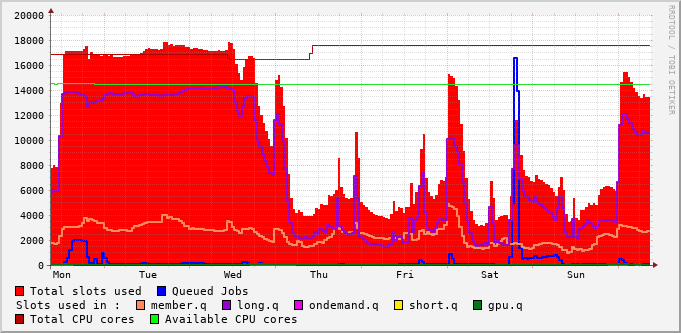 20000
18000
16000
14000
12000
10000
8000
6000
4000
2000
0
Mon Tue Wed Thu Fri Sat Sun
RRDTOOL / TOBI OETIKER
Total slots used Queued Jobs
Slots used in : member.q long.q ondemand.q short.q gpu.q
Total CPU cores Available CPU cores